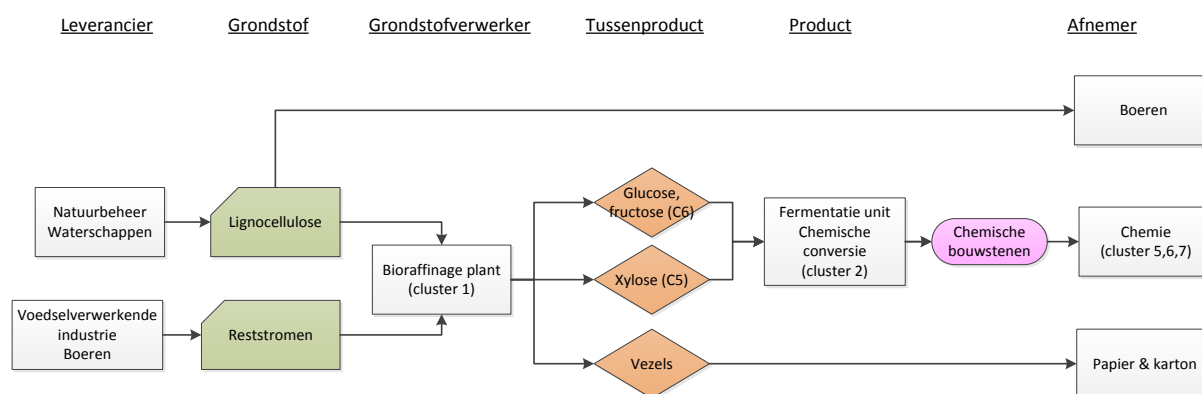 Leverancier
Grondstof
Grondstofverwerker
Tussenproduct
Product
Afnemer
Boeren
Natuurbeheer
Waterschappen
Lignocellulose
Glucose,
fructose (C6)
Fermentatie unit
Chemische
conversie
(cluster 2)
Chemische
bouwstenen
Chemie
(cluster 5,6,7)
Bioraffinage plant
(cluster 1)
Xylose (C5)
Voedselverwerkende
industrie
Boeren
Reststromen
Vezels
Papier & karton